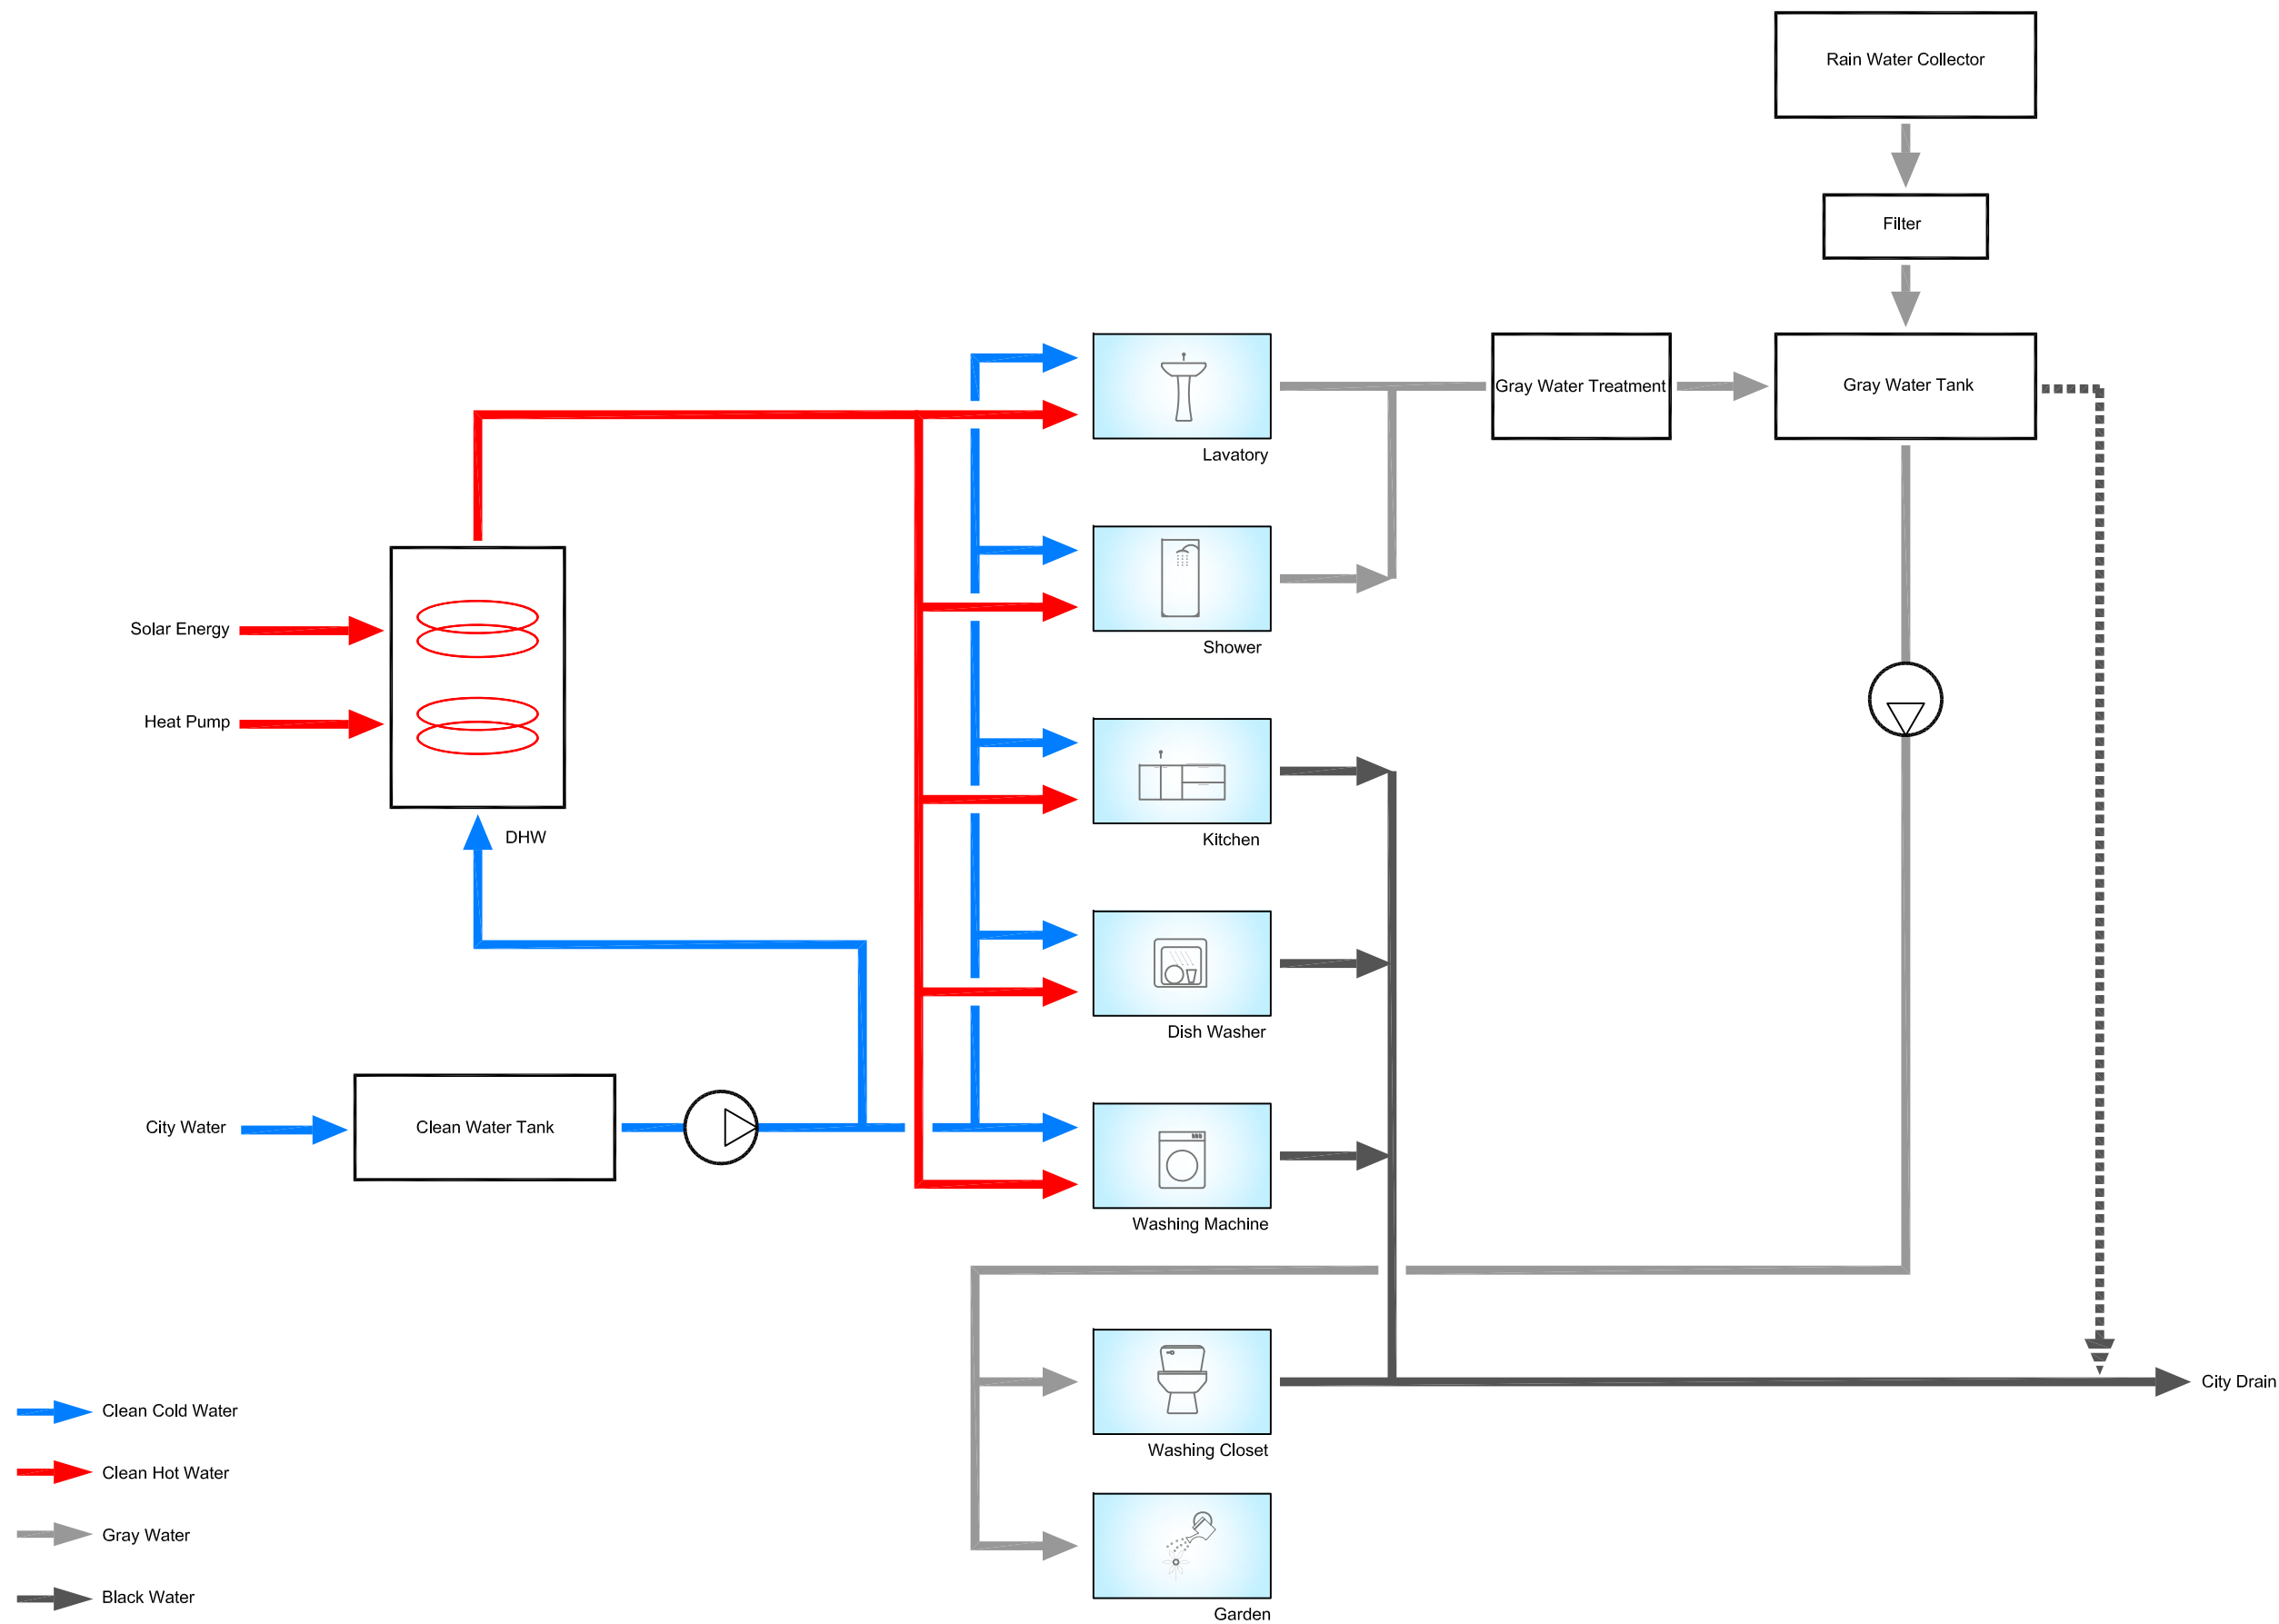 Rain Water Collector
Filter
Gray Water Treatment
Gray Water Tank
Lavatory
Shower
Solar Energy
Heat Pump
DHW
Kitchen
Dish Washer
City Water
Clean Water Tank
Washing Machine
City Drain
Washing Closet
Garden
Clean Cold Water
Clean Hot Water
Gray Water
Black Water